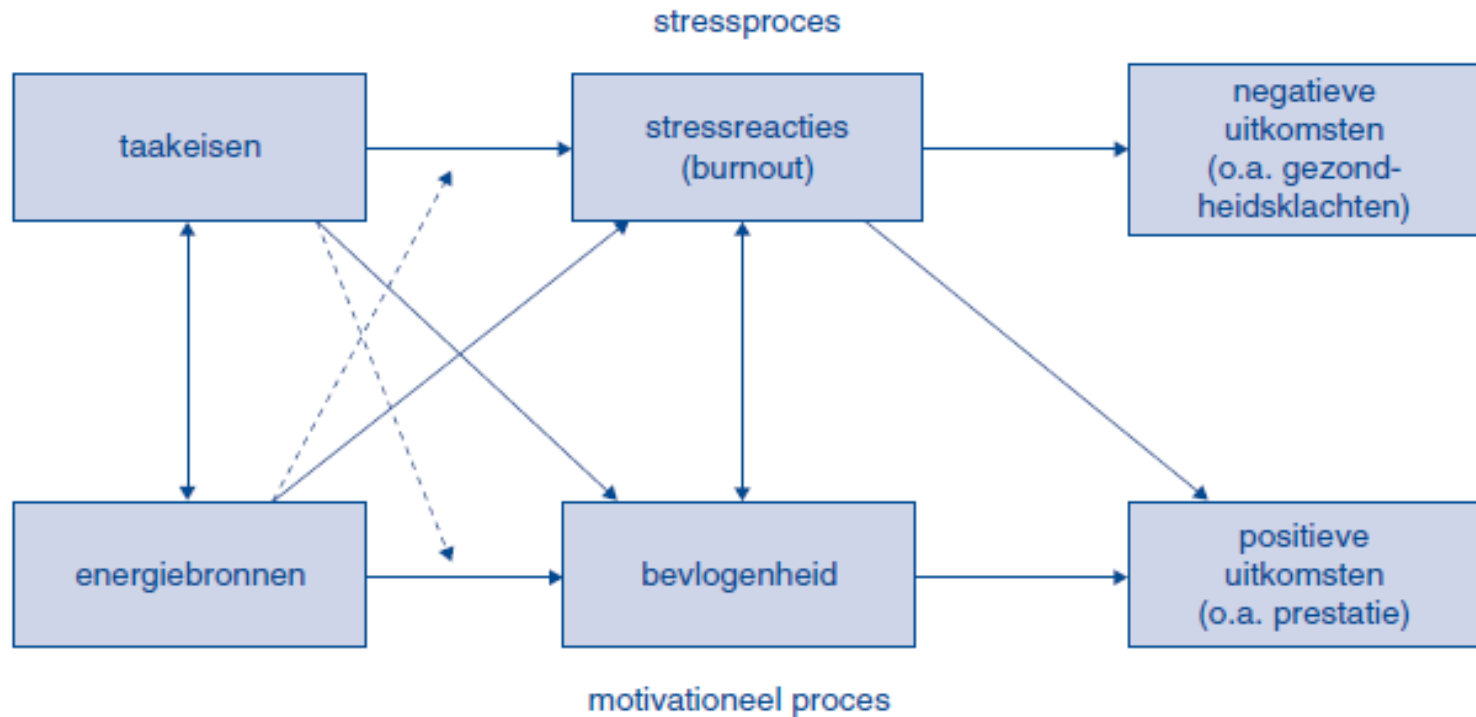 stressproces
taakeisen
stressreacties
(burnout)
negatieve
uitkomsten
(o.a. gezond-
heidsklachten)
energiebronnen
bevlogenheid
positieve
uitkomsten
(o.a. prestatie)
motivationeel proces